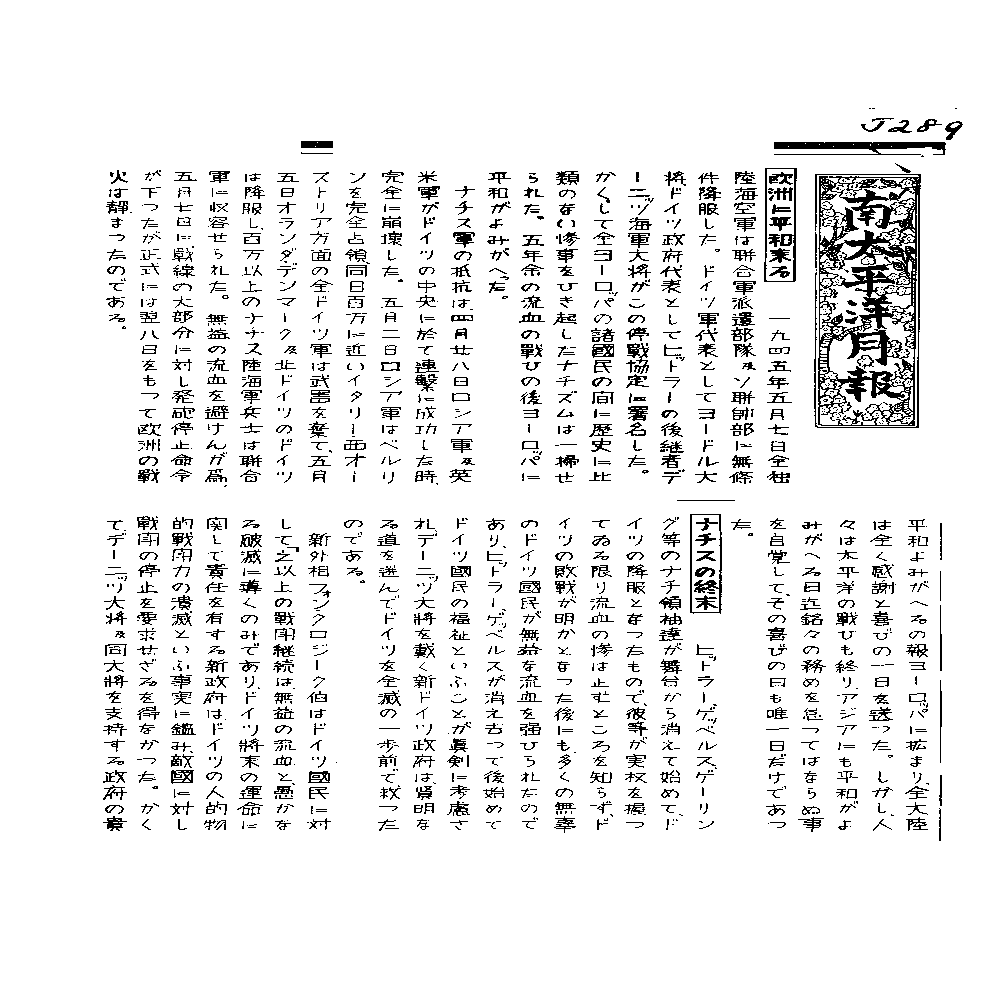 J289
南太平洋月報
欧洲に平和来る
一九四五年五月七日全独
陸海空軍は聯合軍派遣部隊及ソ聯帥部に無條
件降服した。ドイツ軍代表としてヨードル大
将ドイツ政府代表としてヒットラーの後継者デ
ーニッツ海軍大将がこの停戦協定に署名した。
かくして全ヨーロッパの諸國民の间に歴史に比
類のない惨事をひき起したナチズムは一掃せ
られた。五年余の流血の戦ひの後ヨーロッパに
平和がよみがへった。
ナチス軍の抵抗は四月廿八日ロシア軍及英
米軍がドイツの中央に於て連繋に成功した時、
完全に崩壊した。五月二日ロシア軍はベルリ
ンを完全占領、同日百万に近いイタリー西オー
ストリア方面の全ドイツ軍は武器を棄て、五月
五日オランダデンマーク及北ドイツのドイツ
は降服し、百万以上のナチス陸海軍兵士は聯合
軍に収容せられた。無益の流血を避けんが為、
五月七日に戦線の大部分に対し発砲停止命令
が下つたが正式には翌八日をもって欧洲の戦
火は静まつたのである。
平和よみがへるの報ヨーロッパに拡まり、全大陸
は全く感謝と喜びの一日を送つた。しかし、人
々は太平洋の戦ひも終りアジアにも平和がよ
みがへる日迄銘々の務めを怠つてはならぬ事
を自覚して、その喜びの日も唯一日だけであつ
た。
ナチスの終末
ヒットラーゲッベルス、ゲーリン
グ等のナチ領袖達が舞台から消えて始めて、ド
イツの降服となつたもので、彼等が実权を握つ
てゐる限り流血の惨は止むところを知らず、ド
イツの敗戦が明かとなつた後にも、多くの無辜
のドイツ國民が無益な流血を強ひられたので
あり、ヒットラーゲッベルスが消え去つて後始めて
ドイツ國民の福祉といふことが眞剣に考慮さ
れ、デーニッツ大将を戴く新ドイツ政府は、賢明な
る道を選んでドイツを全滅の一歩前で救つた
のである。
新外相フォンクロジーク伯はドイツ國民に対
して「之以上の戦闘継続は無益の流血と、愚かな
る破滅に導くのみであり、ドイツ將来の運命に
関して責任を有する新政府は、ドイツの人的物
的戦闘力の潰滅といふ事実に鑑み、敵國に対し
戦闘の停止を要求せざるを得なかつた。かく
て、デーニッツ大将及同大将を支持する政府の責